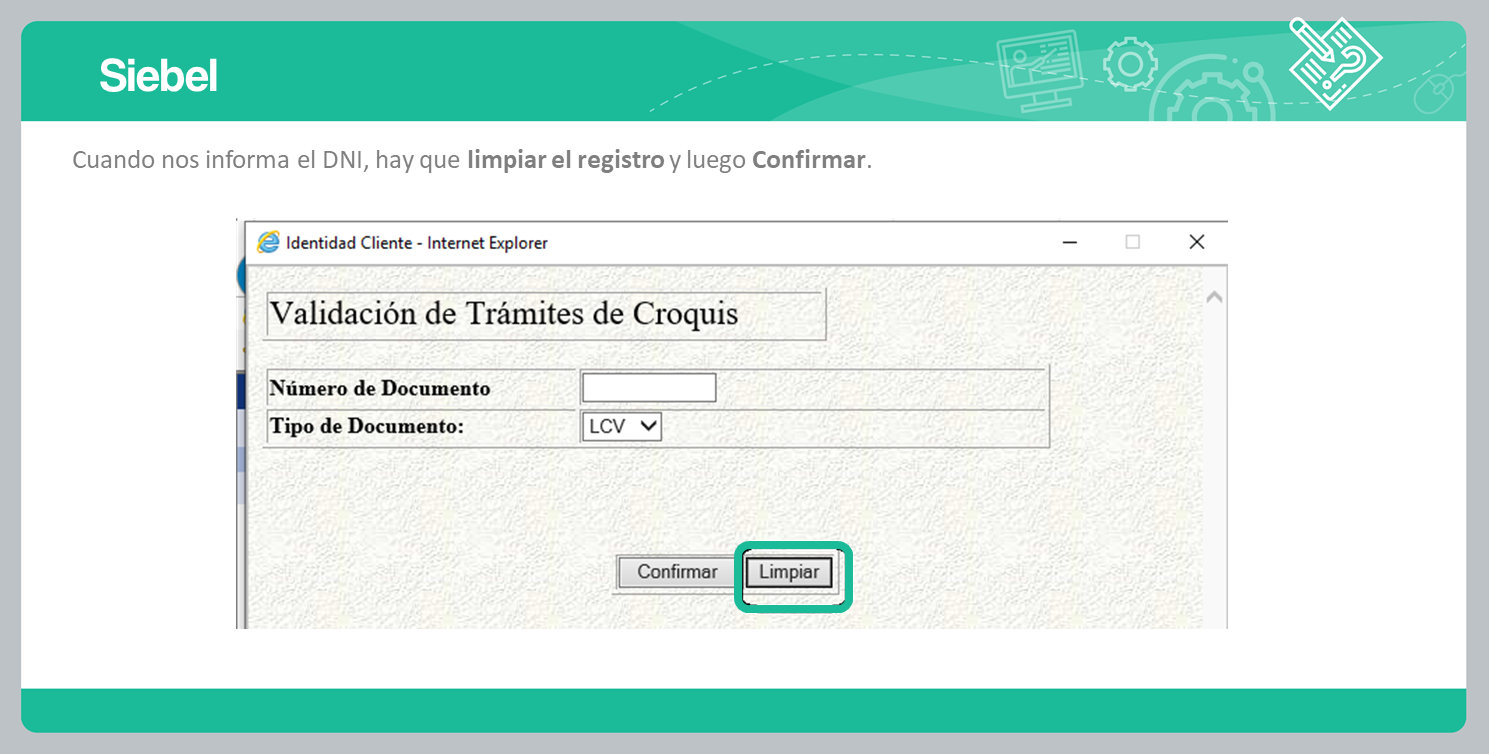 Siebel
Cuando nos informa el DNI, hay que limpiar el registro y luego Confirmar.
Identidad Cliente - Internet Explorer
Validación de Trámites de Croquis
Número de Documento
Tipo de Documento: LCV
Confirmar Limpiar